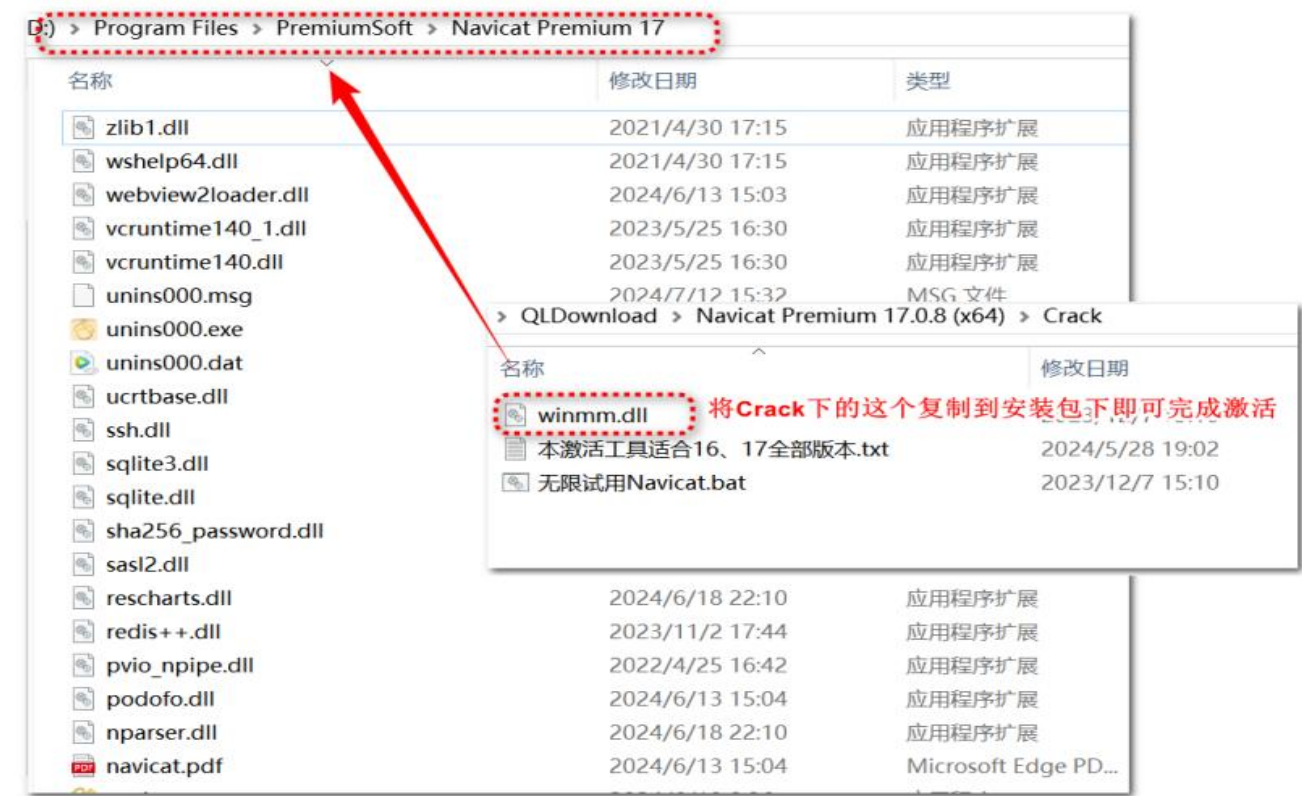 D:) > Program Files > PremiumSoft > Navicat Premium 17
名称 修改日期 类型
zlib1.dll 2021/4/30 17:15 应用程序扩展
wshelp64.dll 2021/4/30 17:15 应用程序扩展
webview2loader.dll 2024/6/13 15:03 应用程序扩展
vcruntime140_1.dll 2023/5/25 16:30 应用程序扩展
vcruntime140.dll 2023/5/25 16:30 应用程序扩展
unins000.msg 2024/7/12 15:32 MSG 文件
unins000.exe
unins000.dat
ucrtbase.dll
ssh.dll
sqlite3.dll
sqlite.dll
sha256_password.dll
sasl2.dll
rescharts.dll 2024/6/18 22:10 应用程序扩展
redis++.dll 2023/11/2 17:44 应用程序扩展
pvio_npipe.dll 2022/4/25 16:42 应用程序扩展
podofo.dll 2024/6/13 15:04 应用程序扩展
nparser.dll 2024/6/18 22:10 应用程序扩展
navicat.pdf 2024/6/13 15:04 Microsoft Edge PD...
> QLDownload > Navicat Premium 17.0.8 (x64) > Crack
名称 修改日期
winmm.dll 将Crack下的这个复制到安装包下即可完成激活
本激活工具适合16、17全部版本.txt 2024/5/28 19:02
无限试用Navicat.bat 2023/12/7 15:10